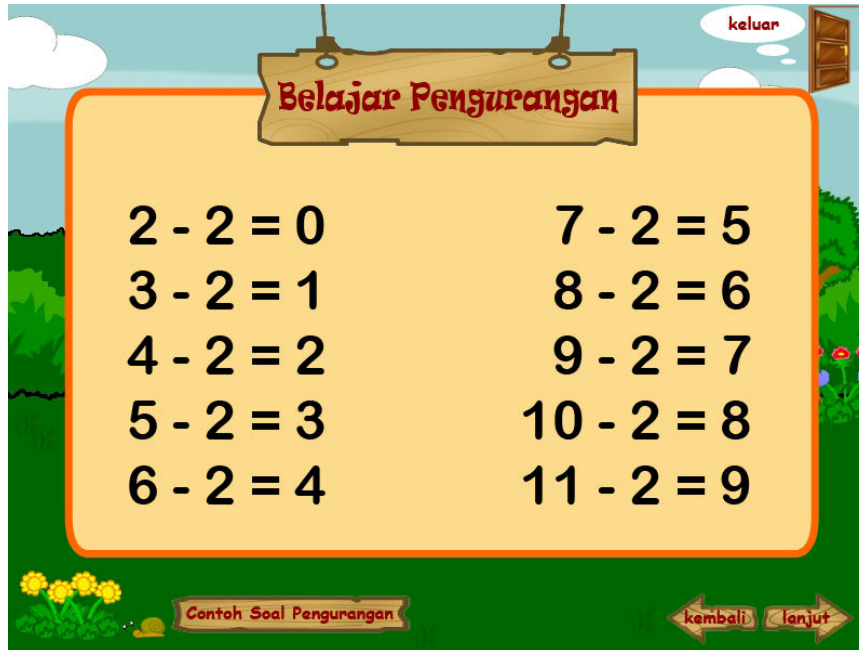 keluar
Belajar Pengurangan
2 - 2 = 0
3 - 2 = 1
4 - 2 = 2
5 - 2 = 3
6 - 2 = 4
7 - 2 = 5
8 - 2 = 6
9 - 2 = 7
10 - 2 = 8
11 - 2 = 9
Contoh Soal Pengurangan
kembali
lanjut